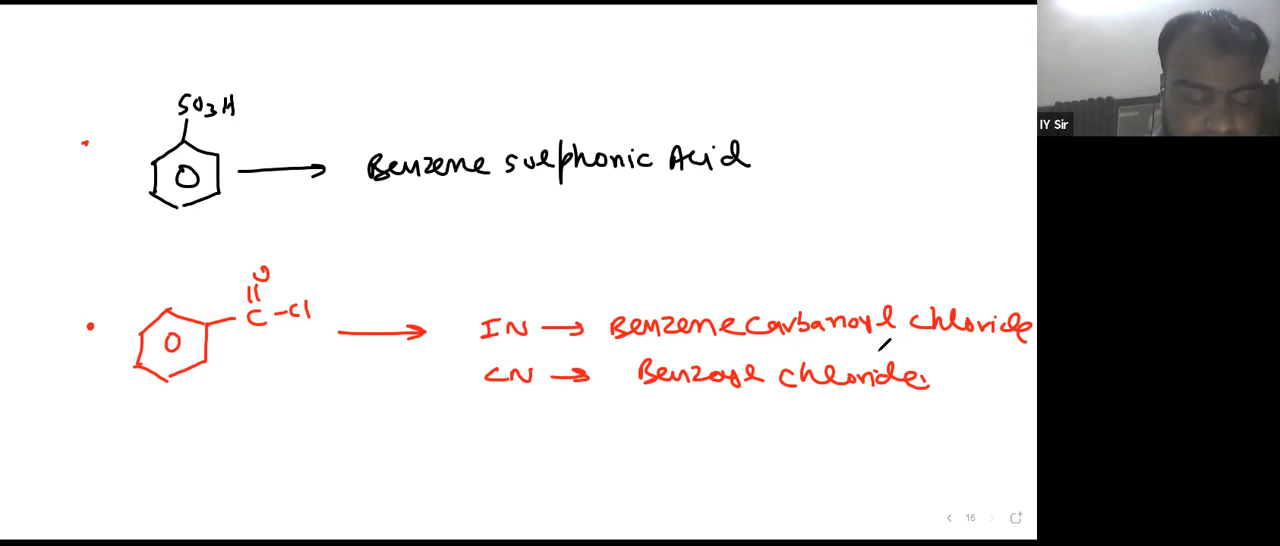 SO3H
Benzene sulphonic Acid
O
C-Cl
IN → Benzenecarbanoyl chloride
CN → Benzoyl chloride
IY Sir
16